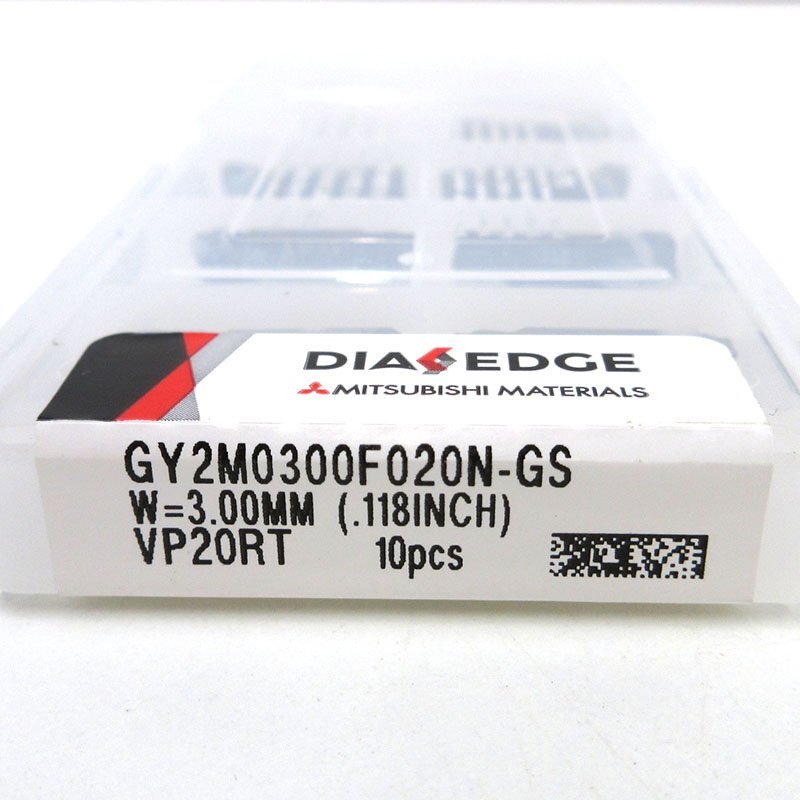 DIAEDGE
MITSUBISHI MATERIALS
GY2M0300F020N-GS
W=3.00MM (.118INCH)
VP20RT 10pcs